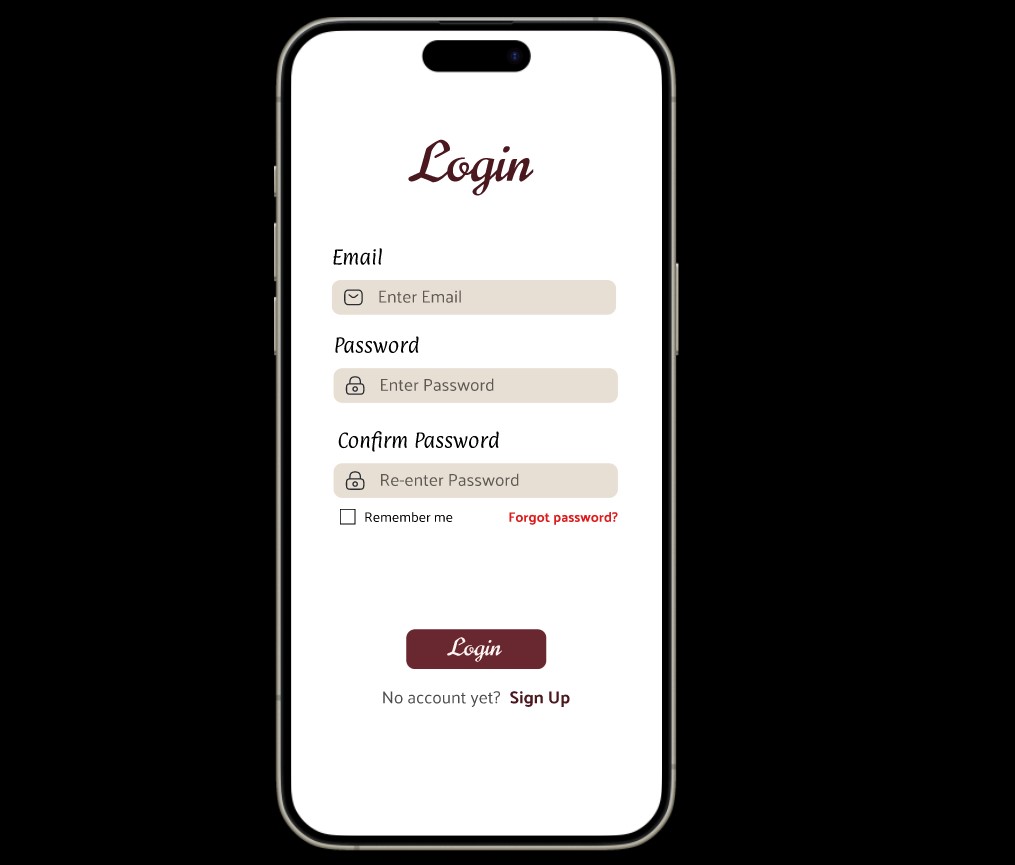 Login
Email
Enter Email
Password
Enter Password
Confirm Password
Re-enter Password
Remember me Forgot password?
Login
No account yet? Sign Up